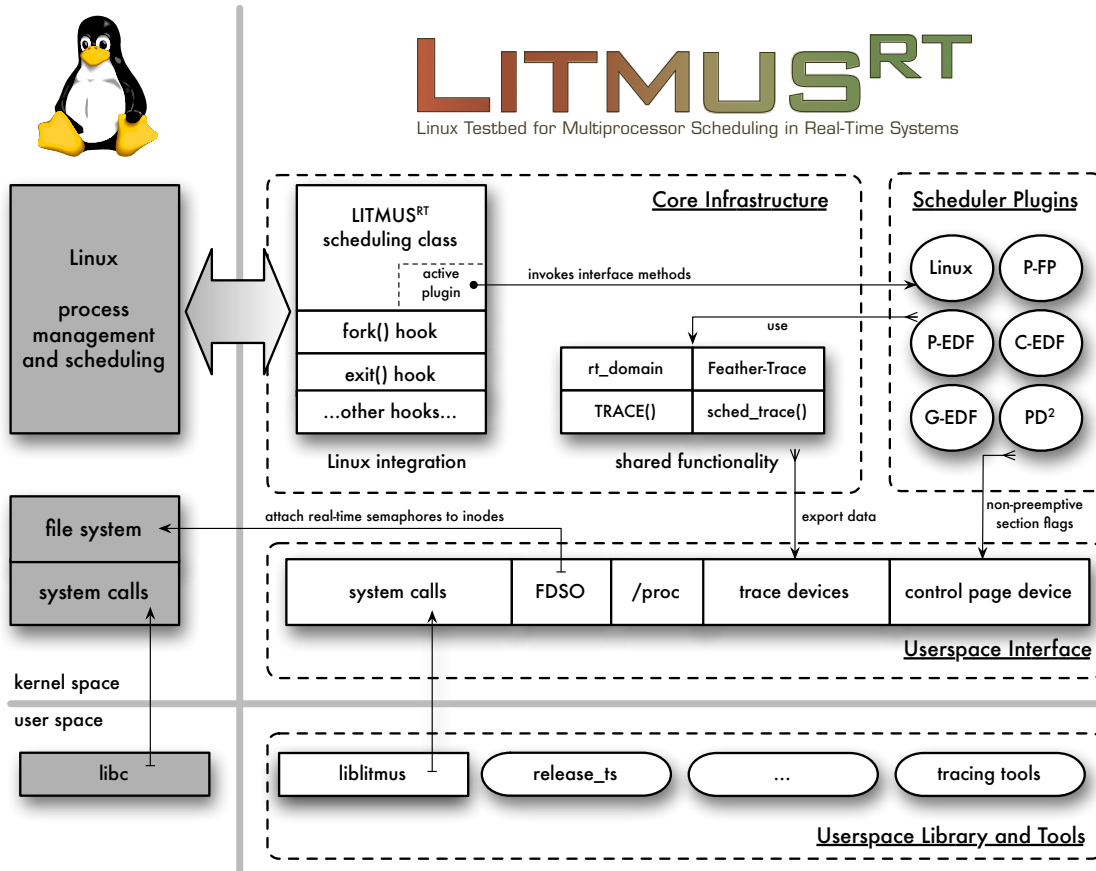 LITMUSRT
Linux Testbed for Multiprocessor Scheduling in Real-Time Systems
Linux
process
management
and scheduling
LITMUSRT
scheduling class
active
plugin
fork() hook
exit() hook
...other hooks...
Linux integration
Core Infrastructure
invokes interface methods
use
rt_domain
Feather-Trace
TRACE()
sched_trace()
shared functionality
Scheduler Plugins
Linux
P-FP
P-EDF
C-EDF
G-EDF
PD2
file system
system calls
attach real-time semaphores to inodes
export data
non-preemptive
section flags
system calls
FDSO
/proc
trace devices
control page device
Userspace Interface
kernel space
user space
libc
liblitmus
release_ts
...
tracing tools
Userspace Library and Tools